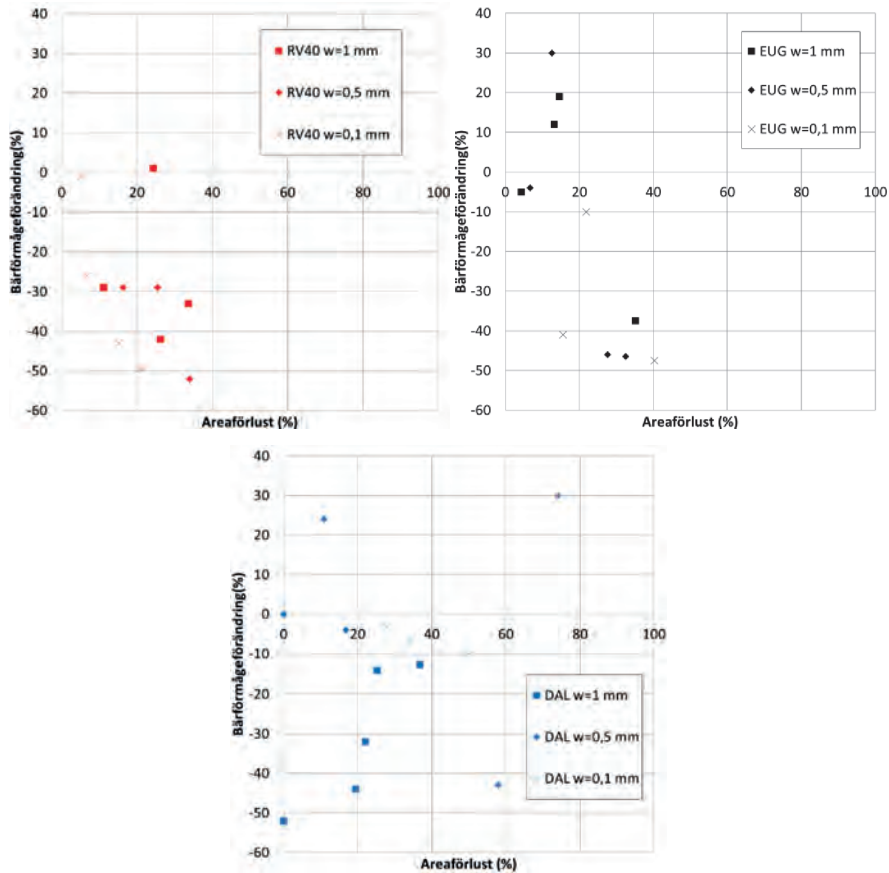 40
30
20
10
0
-10
-20
-30
-40
-50
-60
0 20 40 60 80 100
Bärförmågeförändring(%)
Areaförlust (%)
RV40 w=1 mm
RV40 w=0,5 mm
RV40 w=0,1 mm
40
30
20
10
0
-10
-20
-30
-40
-50
-60
0 20 40 60 80 100
Bärförmågeförändring(%)
Areaförlust (%)
EUG w=1 mm
EUG w=0,5 mm
EUG w=0,1 mm
40
30
20
10
0
-10
-20
-30
-40
-50
-60
0 20 40 60 80 100
Bärförmågeförändring(%)
Areaförlust (%)
DAL w=1 mm
DAL w=0,5 mm
DAL w=0,1 mm